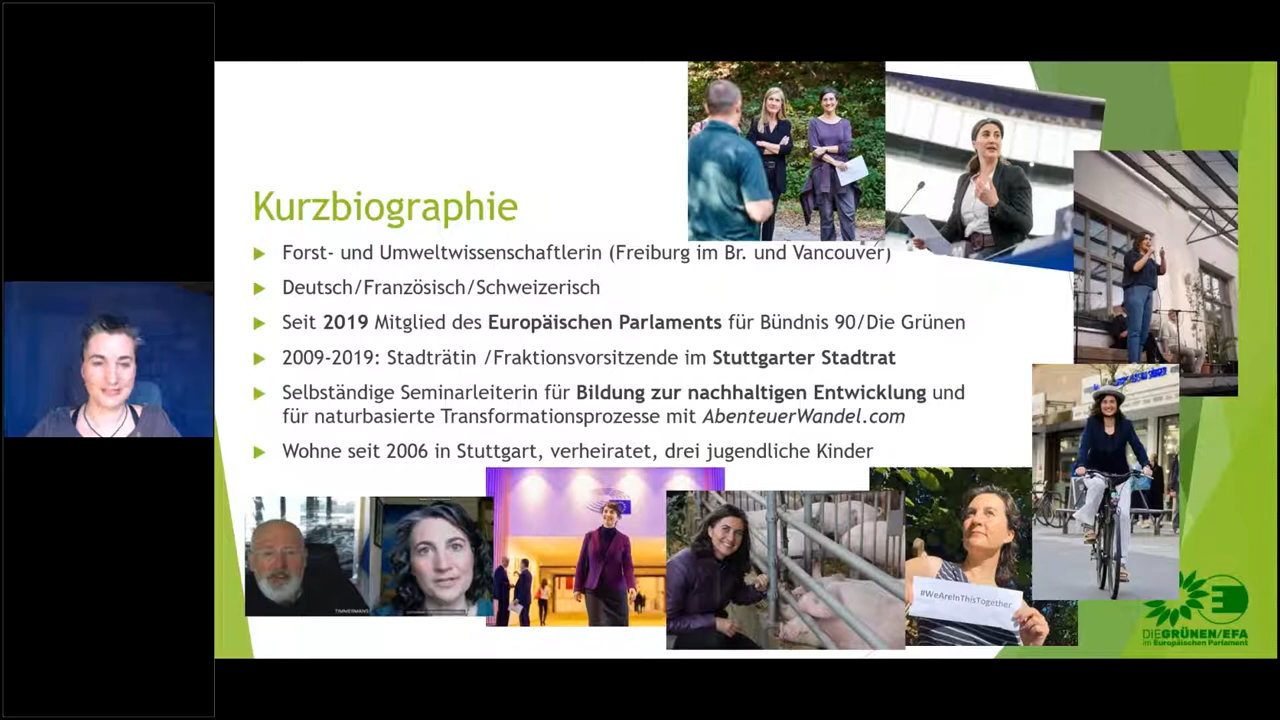 Kurzbiographie
Forst- und Umweltwissenschaftlerin (Freiburg im Br. und Vancouver)
Deutsch/Französisch/Schweizerisch
Seit 2019 Mitglied des Europäischen Parlaments für Bündnis 90/Die Grünen
2009-2019: Stadträtin /Fraktionsvorsitzende im Stuttgarter Stadtrat
Selbständige Seminarleiterin für Bildung zur nachhaltigen Entwicklung und
für naturbasierte Transformationsprozesse mit AbenteuerWandel.com
Wohne seit 2006 in Stuttgart, verheiratet, drei jugendliche Kinder
TIMMERMANS
#WeAreInThisTogether
DIE GRÜNEN/EFA
im Europäischen Parlament